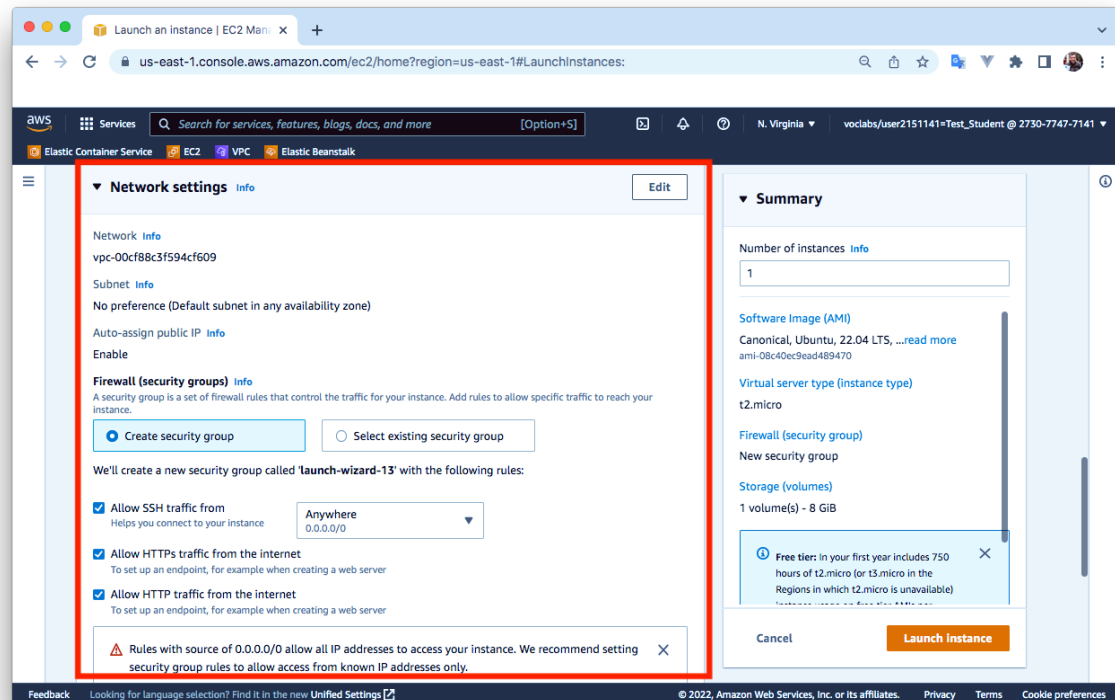 Launch an instance | EC2 Man
us-east-1.console.aws.amazon.com/ec2/home?region=us-east-1#LaunchInstances:
aws
Services
Search for services, features, blogs, docs, and more
[Option+S]
N. Virginia
voclabs/user2151141=Test_Student @ 2730-7747-7141
Elastic Container Service
EC2
VPC
Elastic Beanstalk
Network settings Info
Edit
Network Info
vpc-00cf88c3f594cf609
Subnet Info
No preference (Default subnet in any availability zone)
Auto-assign public IP Info
Enable
Firewall (security groups) Info
A security group is a set of firewall rules that control the traffic for your instance. Add rules to allow specific traffic to reach your
instance.
Create security group
Select existing security group
We'll create a new security group called 'launch-wizard-13' with the following rules:
Allow SSH traffic from
Helps you connect to your instance
Anywhere
0.0.0.0/0
Allow HTTPs traffic from the internet
To set up an endpoint, for example when creating a web server
Allow HTTP traffic from the internet
To set up an endpoint, for example when creating a web server
Rules with source of 0.0.0.0/0 allow all IP addresses to access your instance. We recommend setting
security group rules to allow access from known IP addresses only.
Summary
Number of instances Info
1
Software Image (AMI)
Canonical, Ubuntu, 22.04 LTS, ...read more
ami-08c40ec9ead489470
Virtual server type (instance type)
t2.micro
Firewall (security group)
New security group
Storage (volumes)
1 volume(s) - 8 GiB
Free tier: In your first year includes 750
hours of t2.micro (or t3.micro in the
Regions in which t2.micro is unavailable)
Cancel
Launch instance
Feedback
Looking for language selection? Find it in the new Unified Settings
© 2022, Amazon Web Services, Inc. or its affiliates.
Privacy
Terms
Cookie preferences